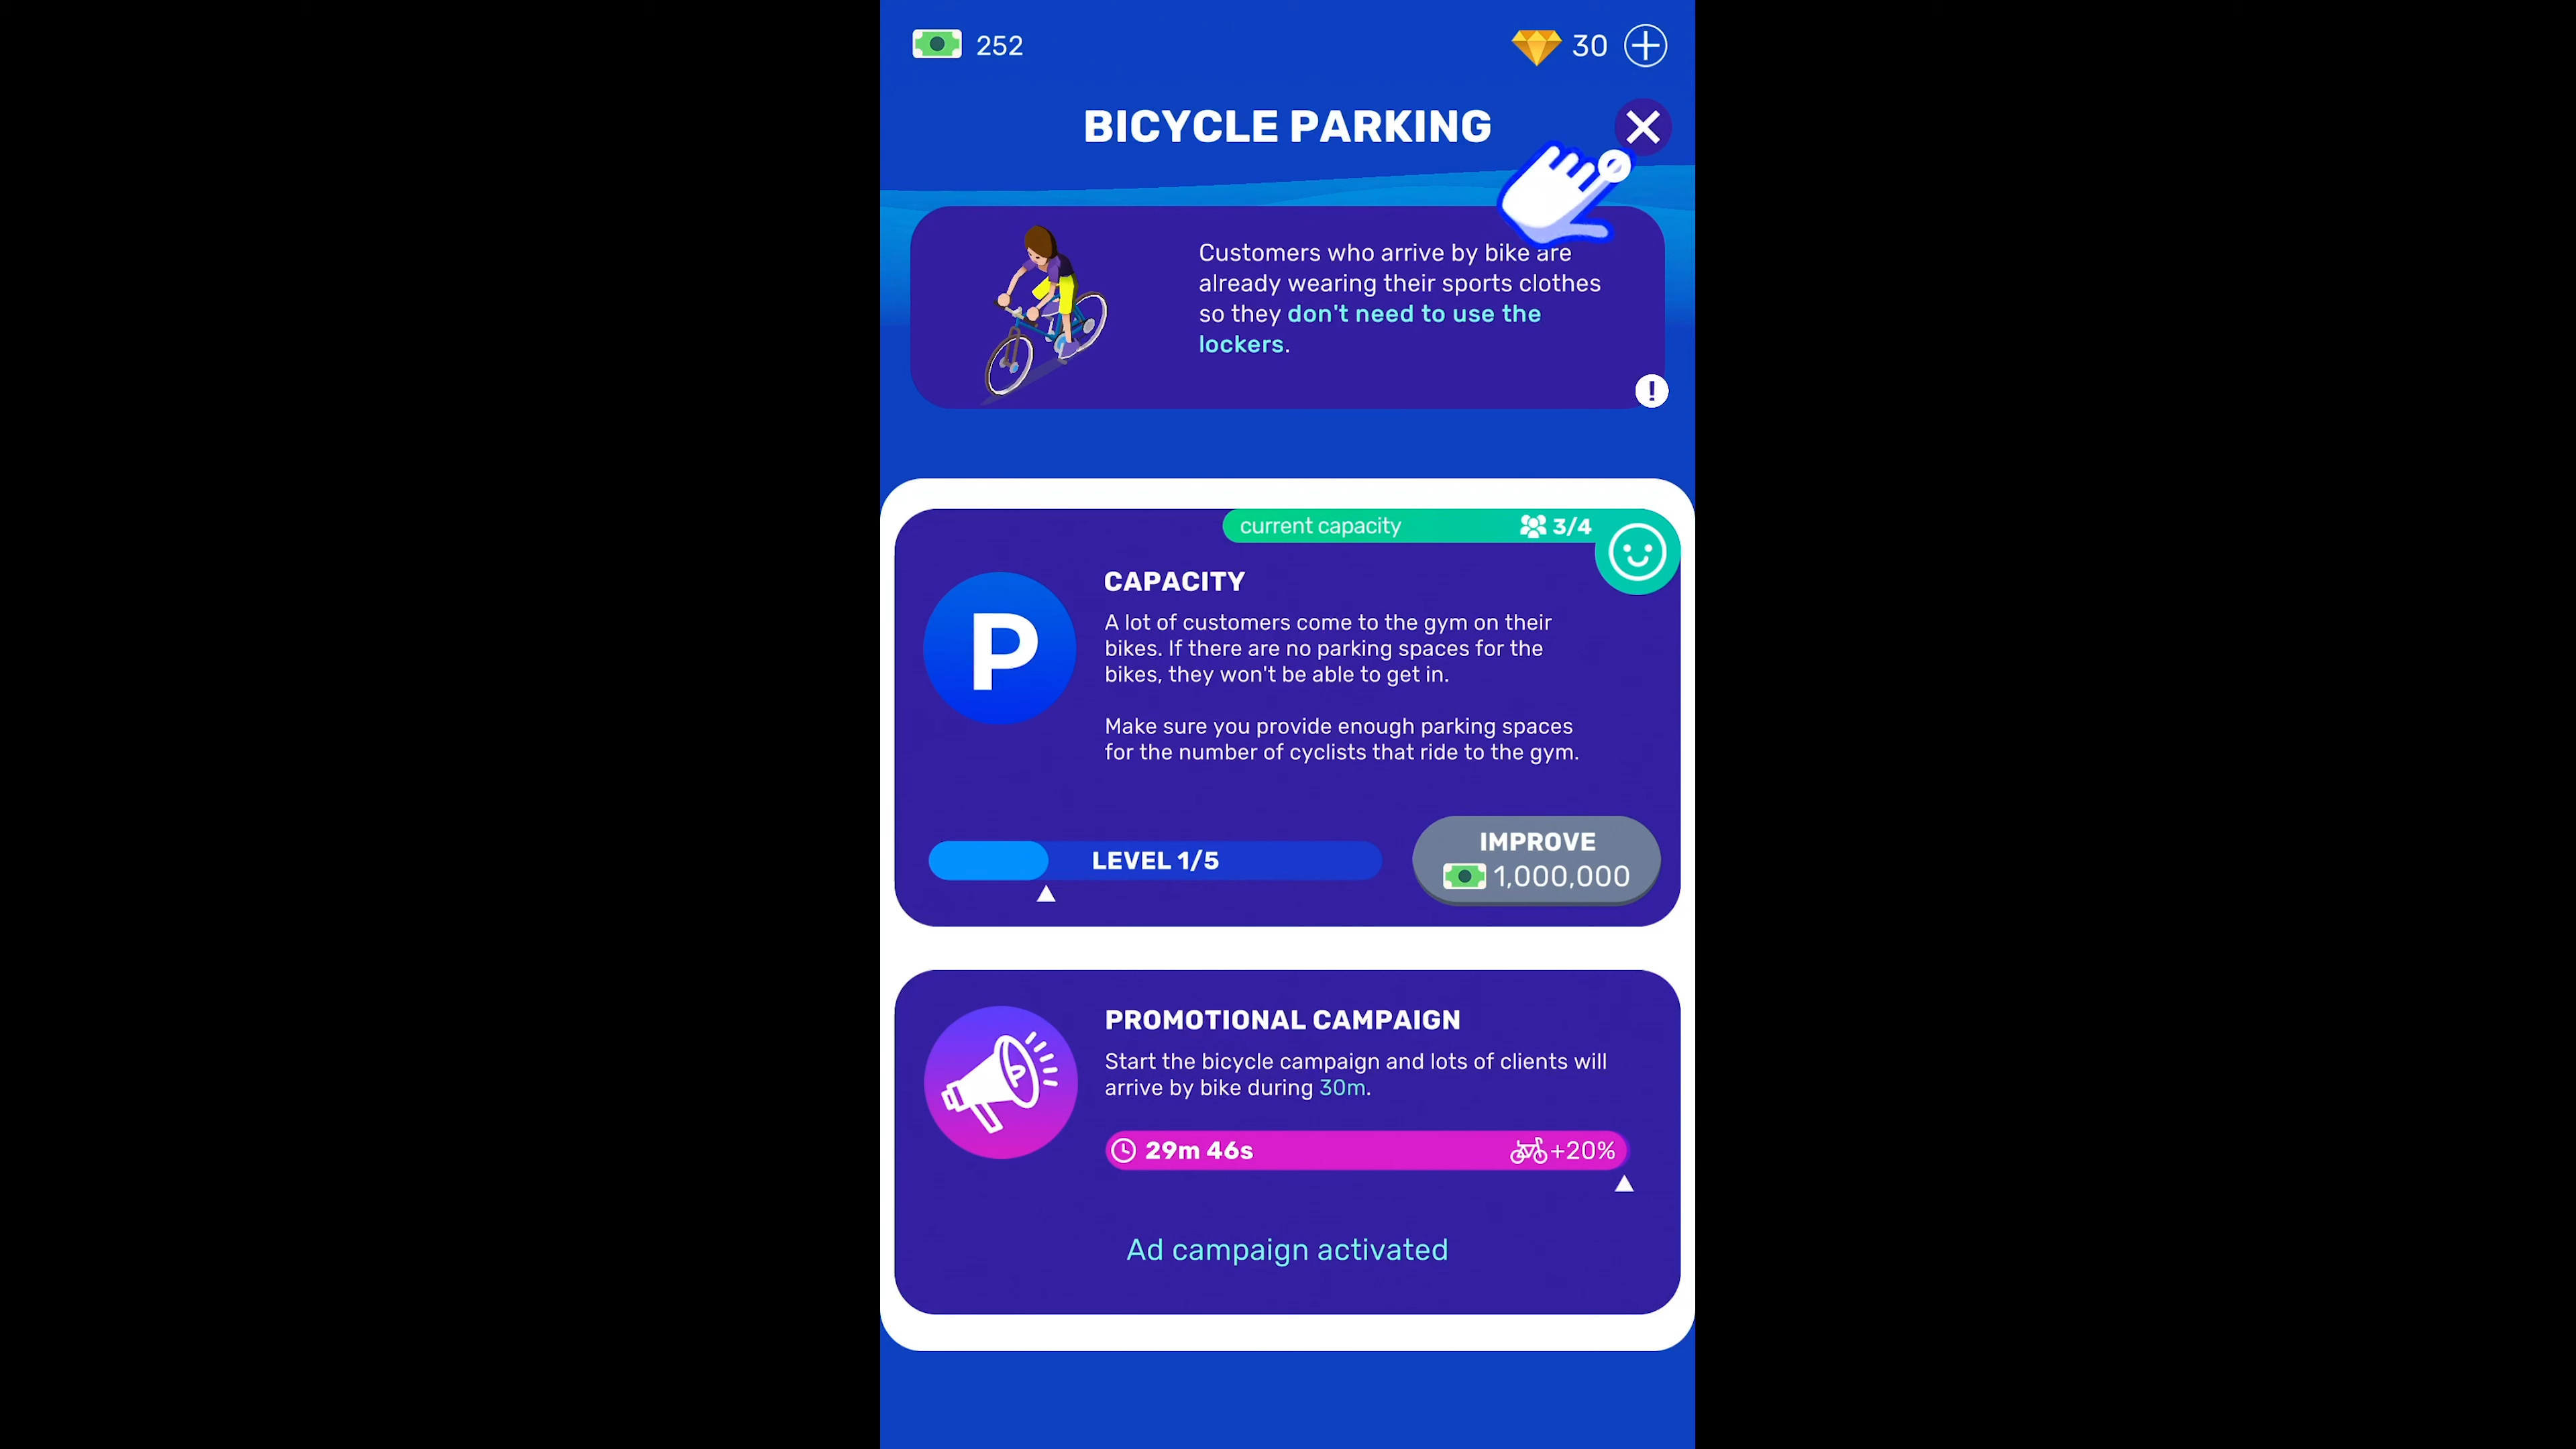 252
30
BICYCLE PARKING
Customers who arrive by bike are
already wearing their sports clothes
so they don't need to use the
lockers.
!
current capacity 3/4
CAPACITY
P
A lot of customers come to the gym on their
bikes. If there are no parking spaces for the
bikes, they won't be able to get in.
Make sure you provide enough parking spaces
for the number of cyclists that ride to the gym.
LEVEL 1/5
IMPROVE
1,000,000
PROMOTIONAL CAMPAIGN
P
Start the bicycle campaign and lots of clients will
arrive by bike during 30m.
29m 46s +20%
Ad campaign activated